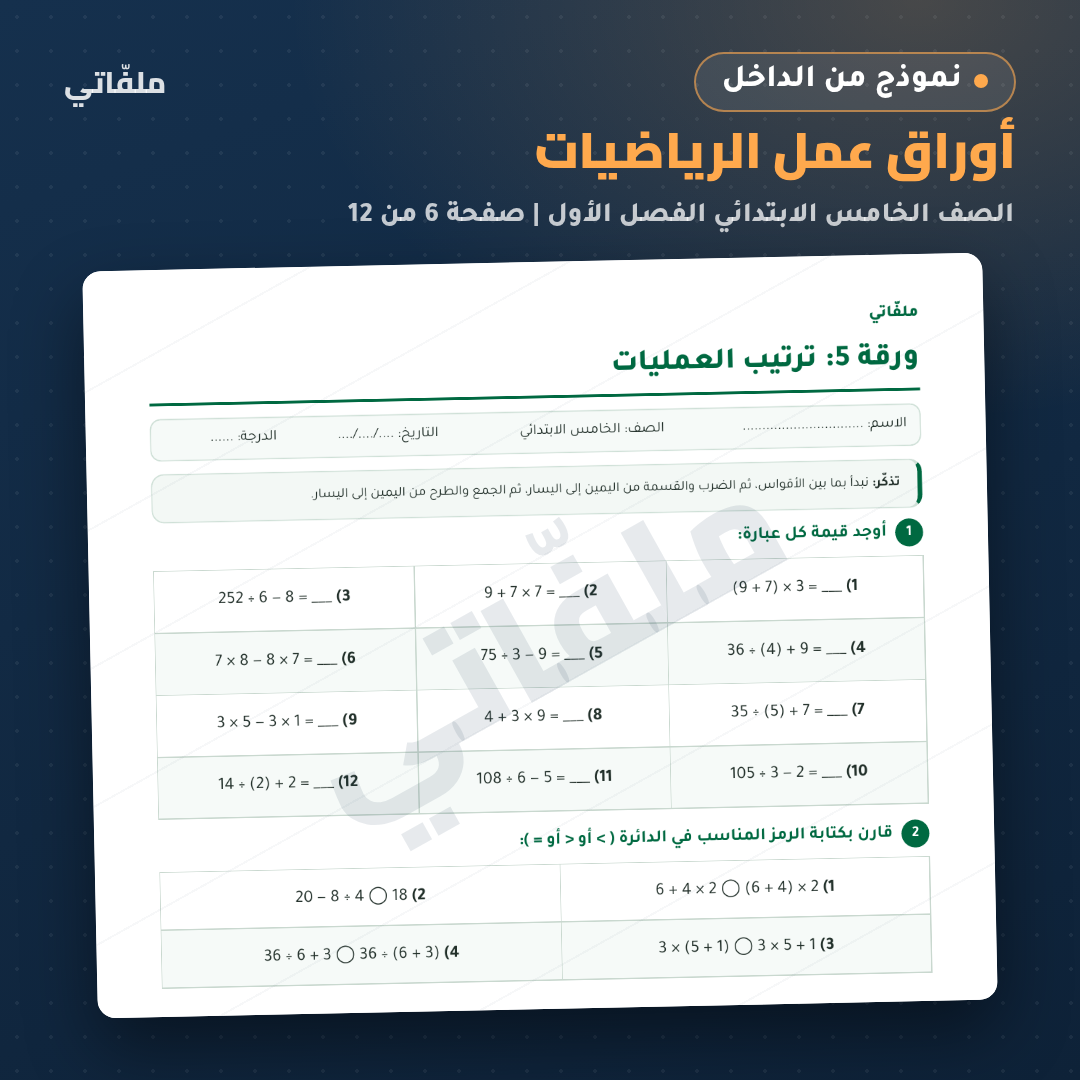 نموذج من الداخل
ملفّاتي
أوراق عمل الرياضيات
الصف الخامس الابتدائي الفصل الأول | صفحة 6 من 12
ملفّاتي
ورقة 5: ترتيب العمليات
الاسم: ............................... الصف: الخامس الابتدائي التاريخ: ..../..../.... الدرجة: ......
تذكّر: نبدأ بما بين الأقواس، ثم الضرب والقسمة من اليمين إلى اليسار، ثم الجمع والطرح من اليمين إلى اليسار.
1 أوجد قيمة كل عبارة:
1) (9 + 7) × 3 = ___ 2) 9 + 7 × 7 = ___ 3) 252 ÷ 6 − 8 = ___
4) 36 ÷ (4) + 9 = ___ 5) 75 ÷ 3 − 9 = ___ 6) 7 × 8 − 8 × 7 = ___
7) 35 ÷ (5) + 7 = ___ 8) 4 + 3 × 9 = ___ 9) 3 × 5 − 3 × 1 = ___
10) 105 ÷ 3 − 2 = ___ 11) 108 ÷ 6 − 5 = ___ 12) 14 ÷ (2) + 2 = ___
ملفّاتي
2 قارن بكتابة الرمز المناسب في الدائرة ( > أو < أو = ):
1) 6 + 4 × 2 ◯ (6 + 4) × 2 2) 20 − 8 ÷ 4 ◯ 18
3) 3 × (5 + 1) ◯ 3 × 5 + 1 4) 36 ÷ 6 + 3 ◯ 36 ÷ (6 + 3)